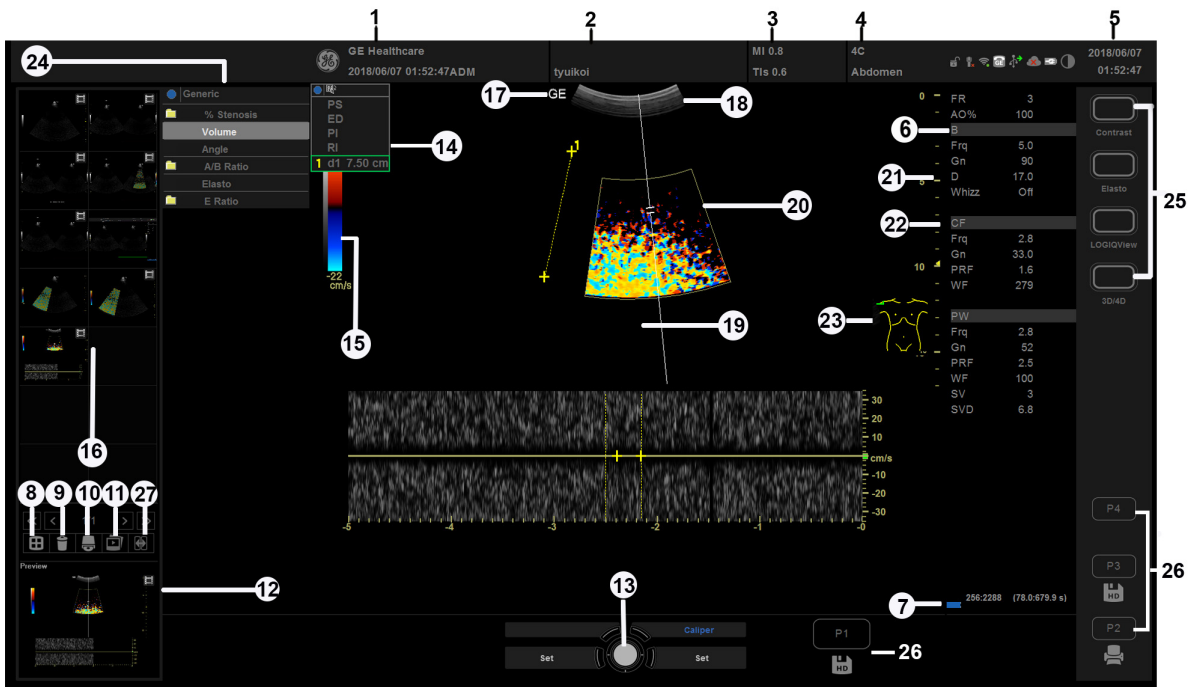 1 2 3 4 5
24
GE Healthcare
2018/06/07 01:52:47ADM
tyuikoi
MI 0.8
TIs 0.6
4C
Abdomen
2018/06/07
01:52:47
Generic
% Stenosis
Volume
Angle
A/B Ratio
Elasto
E Ratio
PS
ED
PI
RI
1 d1 7.50 cm
14
-22
cm/s
15
17
GE
18
1
20
19
0
5
10
6
21
22
23
FR 3
AO% 100
B
Frq 5.0
Gn 90
D 17.0
Whizz Off
CF
Frq 2.8
Gn 33.0
PRF 1.6
WF 279
PW
Frq 2.8
Gn 52
PRF 2.5
WF 100
SV 3
SVD 6.8
Contrast
Elasto
LOGIQView
3D/4D
25
16
8 9 10 11 27
Preview
12
30
20
10
cm/s
-10
-20
-30
-5 -4 -3 -2 -1 -0
13
Caliper
Set
Set
7
256:2288 (78.0:679.9 s)
P1
HD
26
P4
P3
HD
P2
26